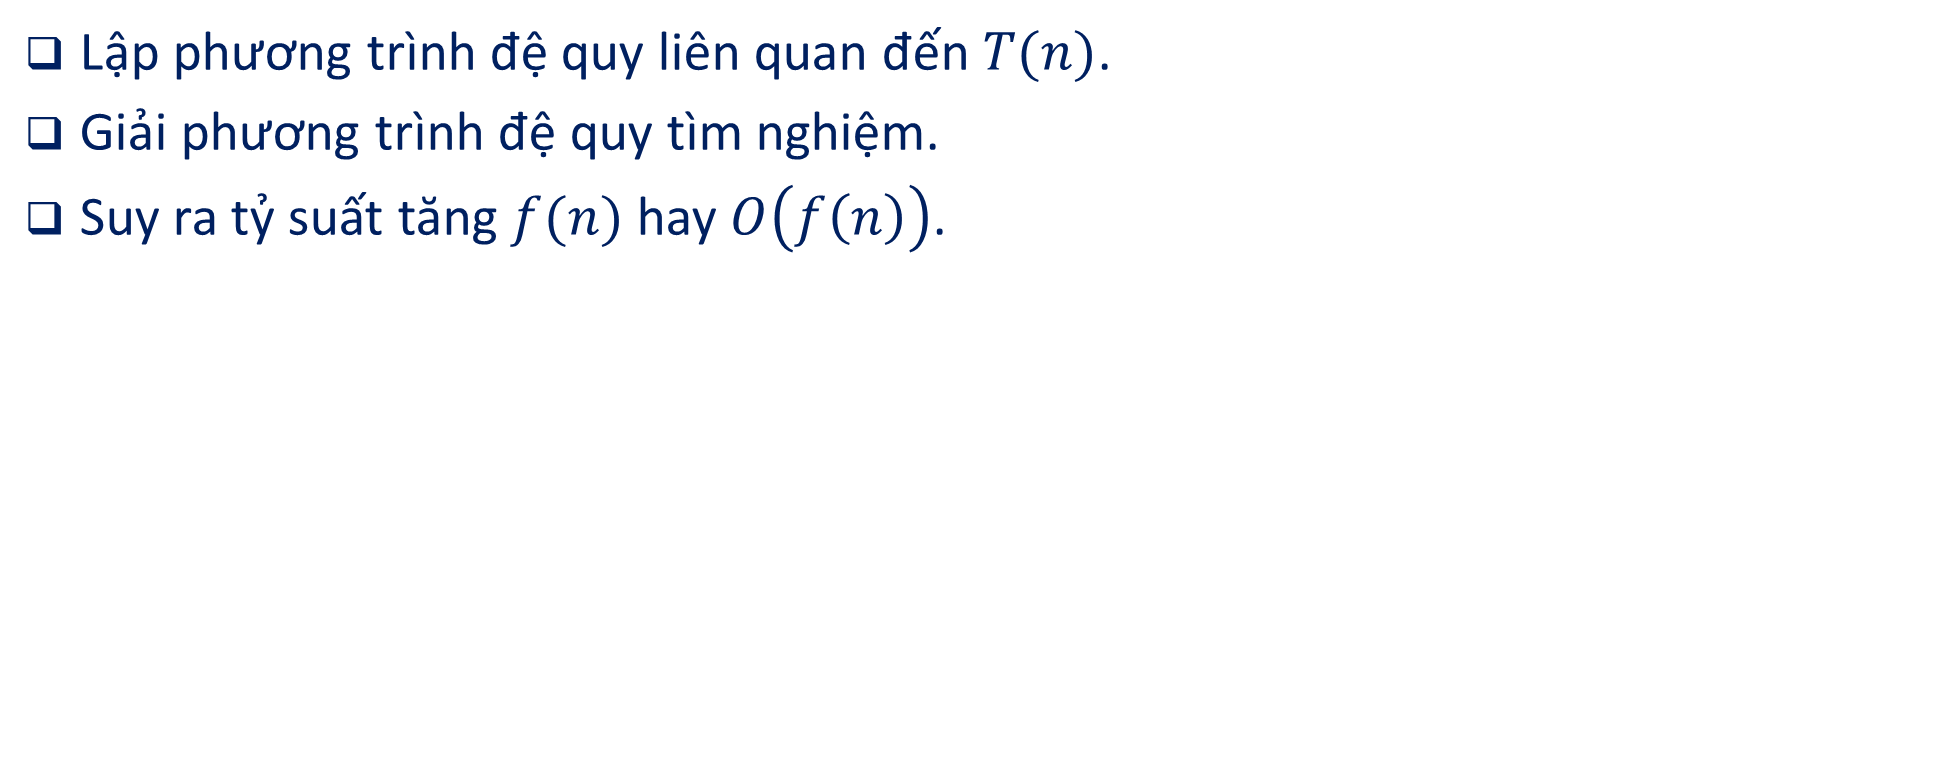 ❑ Lập phương trình đệ quy liên quan đến T(n).
❑ Giải phương trình đệ quy tìm nghiệm.
❑ Suy ra tỷ suất tăng f(n) hay O(f(n)).